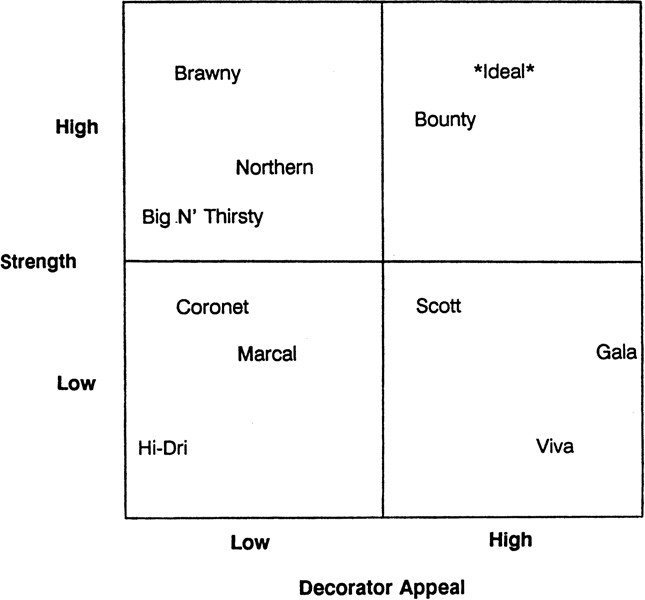 Brawny
*Ideal*
High
Bounty
Northern
Big N' Thirsty
Strength
Coronet
Scott
Marcal
Gala
Low
Hi-Dri
Viva
Low
High
Decorator Appeal